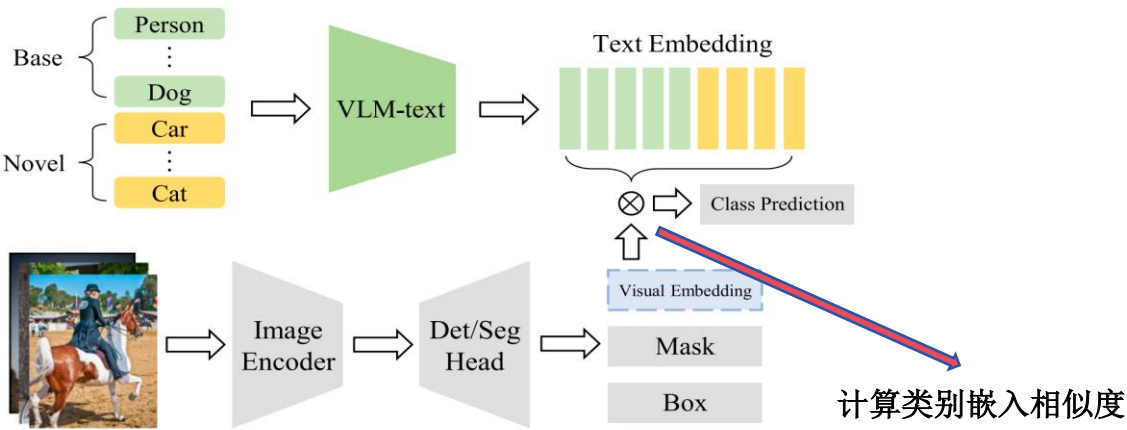 Base
Person
Dog
Novel
Car
Cat
VLM-text
Text Embedding
Class Prediction
Image
Encoder
Det/Seg
Head
Visual Embedding
Mask
Box
计算类别嵌入相似度